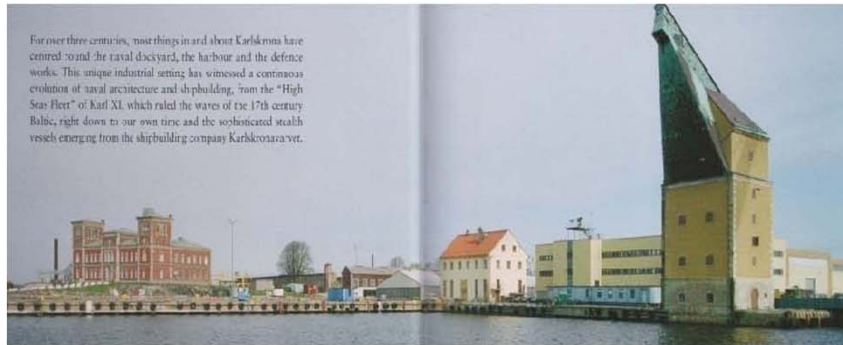 For over three centuries, most things in and about Karlskrona have
centred round the naval dockyard, the harbour and the defence
works. This unique industrial setting has witnessed a continuous
evolution of naval architecture and shipbuilding, from the "High
Seas Fleet" of Karl XI, which ruled the waves of the 17th century
Baltic, right down to our own time and the sophisticated stealth
vessels emerging from the shipbuilding company Karlskronavarvet.